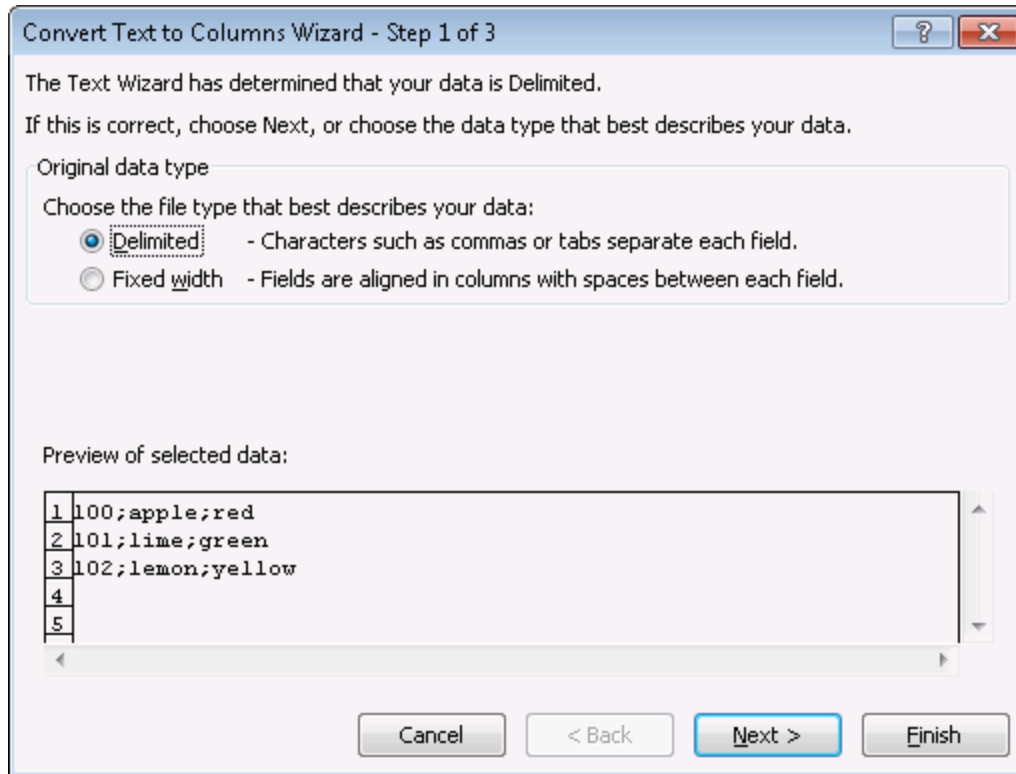 Convert Text to Columns Wizard - Step 1 of 3
The Text Wizard has determined that your data is Delimited.
If this is correct, choose Next, or choose the data type that best describes your data.
Original data type
Choose the file type that best describes your data:
Delimited - Characters such as commas or tabs separate each field.
Fixed width - Fields are aligned in columns with spaces between each field.
Preview of selected data:
1 100;apple;red
2 101;lime;green
3 102;lemon;yellow
4
5
Cancel < Back Next > Finish